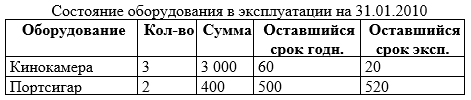 Состояние оборудования в эксплуатации на 31.01.2010
Оборудование Кол-во Сумма Оставшийся срок годн. Оставшийся срок эксп.
Кинокамера 3 3 000 60 20
Портсигар 2 400 500 520